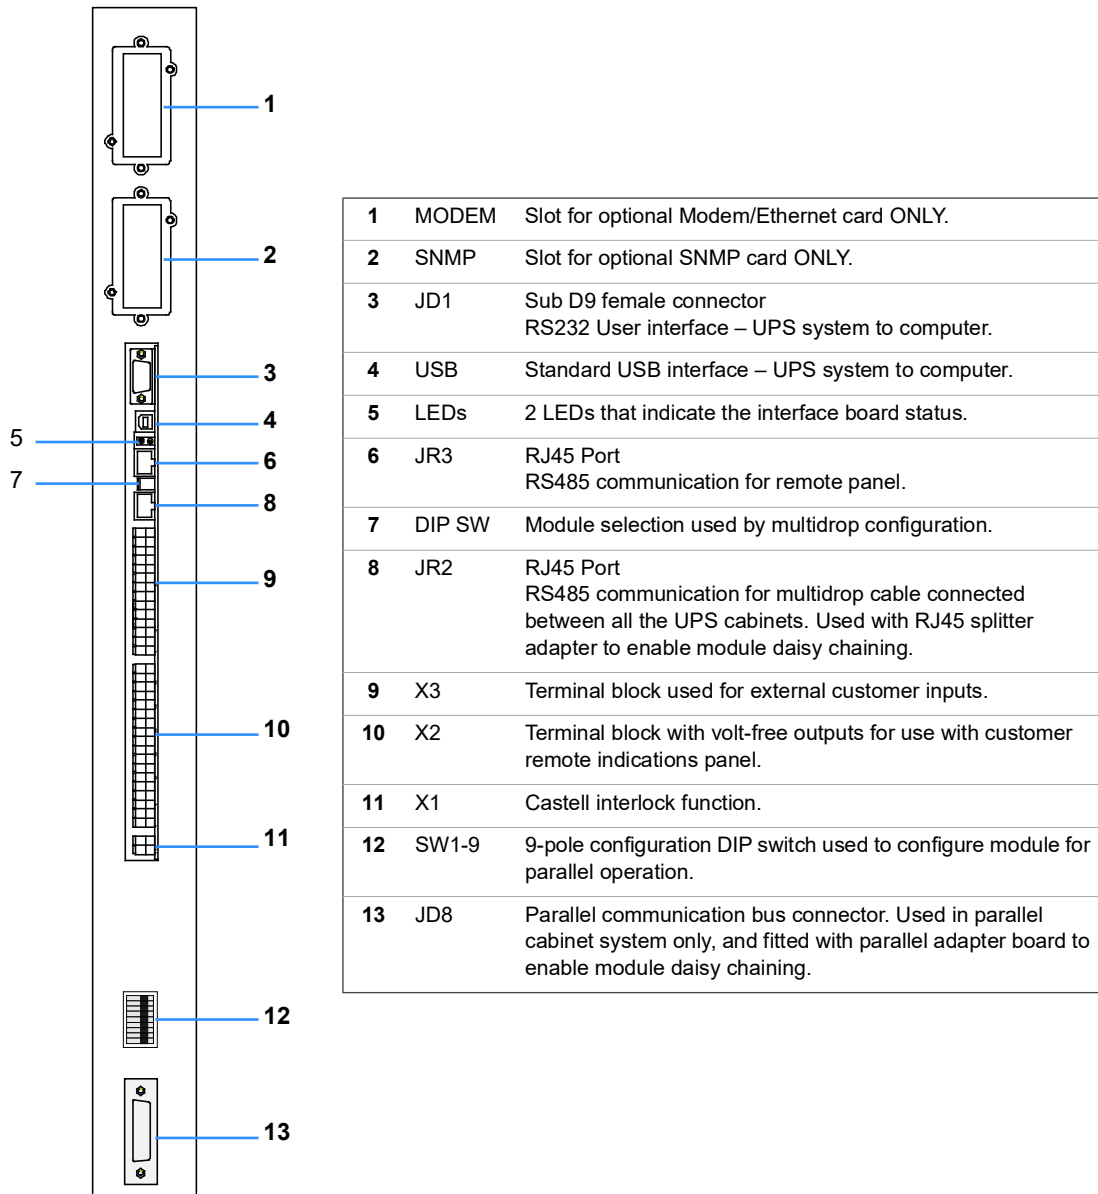 1
2
3
4
5
6
7
8
9
10
11
12
13
1 MODEM Slot for optional Modem/Ethernet card ONLY.
2 SNMP Slot for optional SNMP card ONLY.
3 JD1 Sub D9 female connector
RS232 User interface – UPS system to computer.
4 USB Standard USB interface – UPS system to computer.
5 LEDs 2 LEDs that indicate the interface board status.
6 JR3 RJ45 Port
RS485 communication for remote panel.
7 DIP SW Module selection used by multidrop configuration.
8 JR2 RJ45 Port
RS485 communication for multidrop cable connected
between all the UPS cabinets. Used with RJ45 splitter
adapter to enable module daisy chaining.
9 X3 Terminal block used for external customer inputs.
10 X2 Terminal block with volt-free outputs for use with customer
remote indications panel.
11 X1 Castell interlock function.
12 SW1-9 9-pole configuration DIP switch used to configure module for
parallel operation.
13 JD8 Parallel communication bus connector. Used in parallel
cabinet system only, and fitted with parallel adapter board to
enable module daisy chaining.